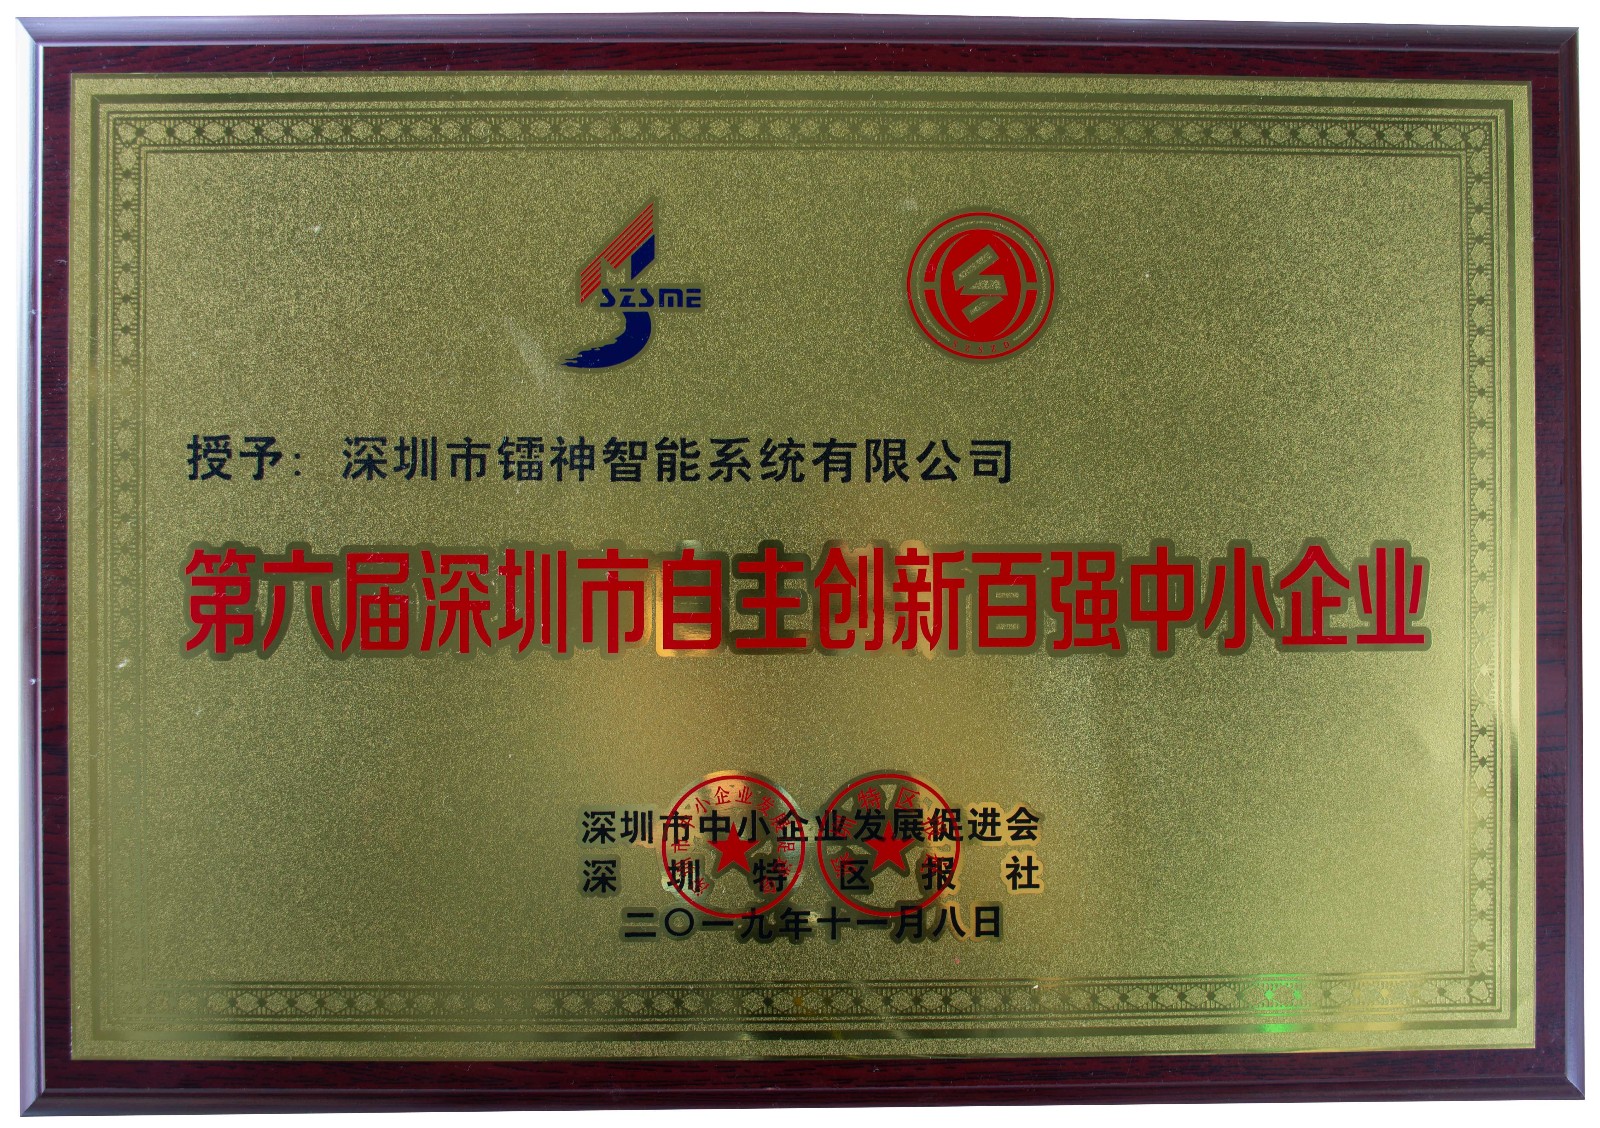 SZSME
授予：深圳市镭神智能系统有限公司
第六届深圳市自主创新百强中小企业
深圳市中小企业发展促进会
深圳特区报社
二〇一九年十一月八日